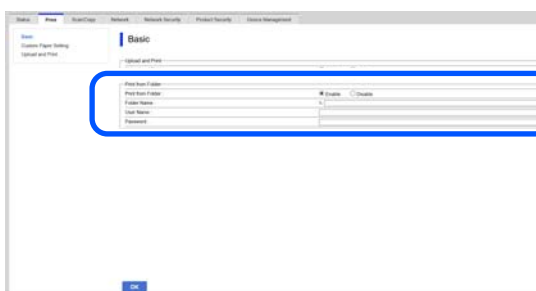 Status Print Scan/Copy Network Network Security Product Security Device Management
Basic
Custom Paper Setting
Upload and Print
Basic
Upload and Print
Print from Folder
Print from Folder Enable Disable
Folder Name
User Name
Password
OK